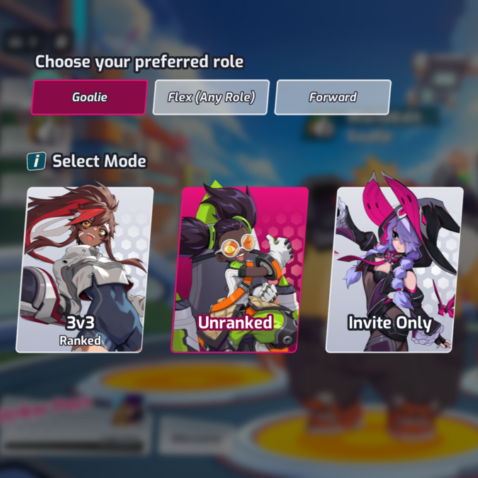 Choose your preferred role
Goalie
Flex (Any Role)
Forward
i Select Mode
3v3
Ranked
Unranked
Invite Only